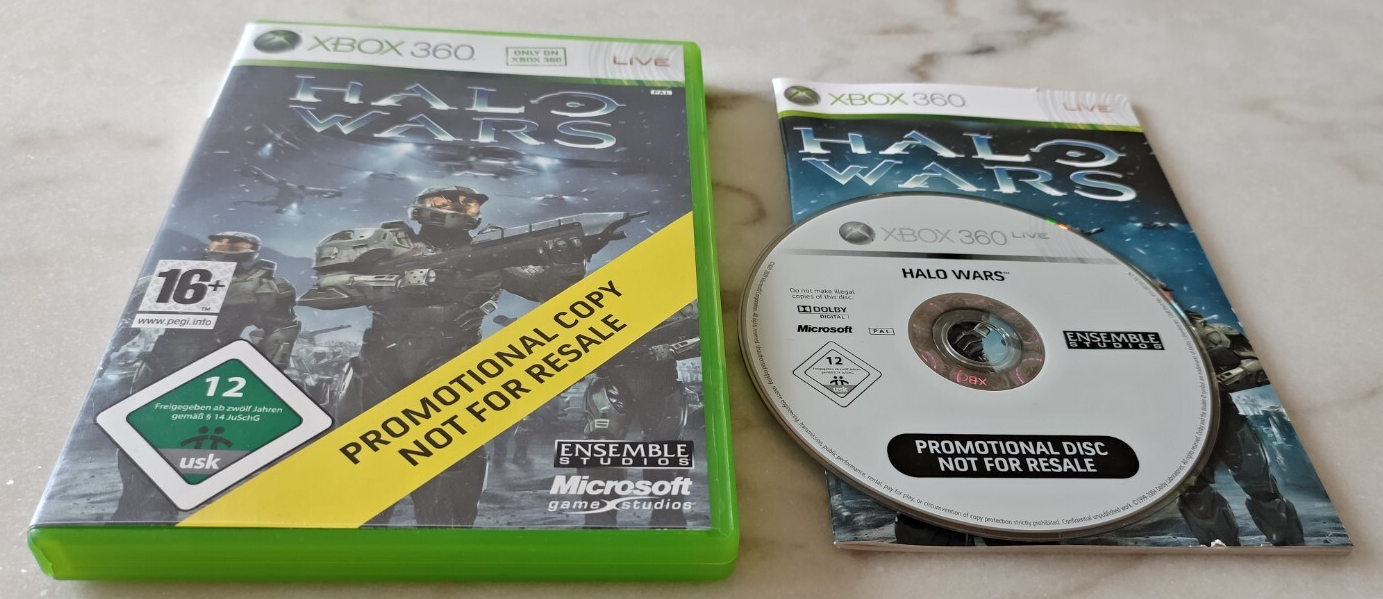 XBOX 360
ONLY ON
XBOX 360
LIVE
PAL
HALO
WARS
16+
www.pegi.info
12
Freigegeben ab zwölf Jahren
gemäß § 14 JuSchG
usk
PROMOTIONAL COPY
NOT FOR RESALE
ENSEMBLE
STUDIOS
Microsoft
game studios
XBOX 360
LIVE
HALO
WARS
XBOX 360 LIVE
HALO WARS™
Do not make illegal
copies of this disc.
DOLBY
DIGITAL
Microsoft
PAL
ENSEMBLE
STUDIOS
12
usk
XBC
PROMOTIONAL DISC
NOT FOR RESALE